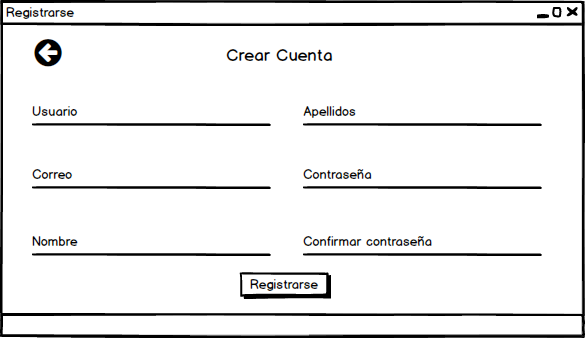 Registrarse
Crear Cuenta
Usuario
Apellidos
Correo
Contraseña
Nombre
Confirmar contraseña
Registrarse